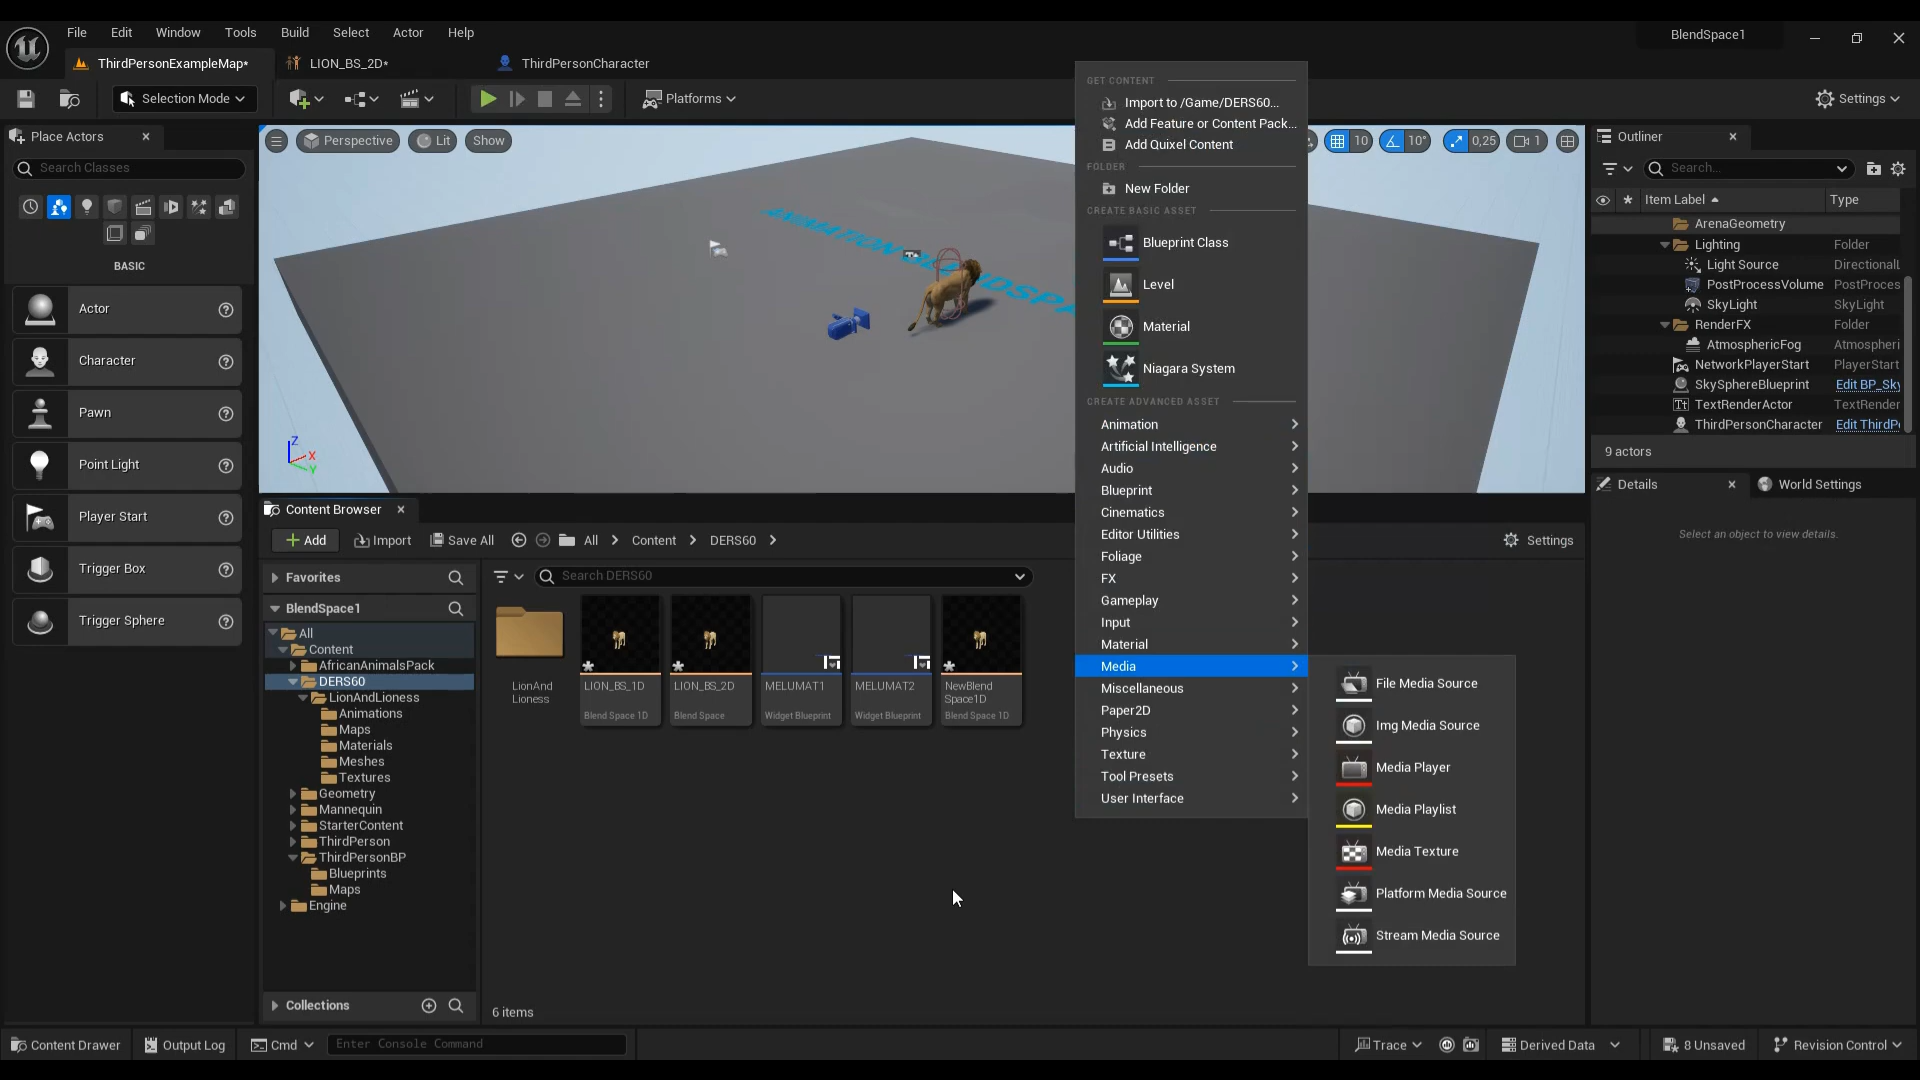 File Edit Window Tools Build Select Actor Help
BlendSpace1
ThirdPersonExampleMap*
LION_BS_2D*
ThirdPersonCharacter
Selection Mode
Platforms
Settings
Place Actors
Search Classes
BASIC
Actor
Character
Pawn
Point Light
Player Start
Trigger Box
Trigger Sphere
Perspective
Lit
Show
10
10°
0,25
1
GET CONTENT
Import to /Game/DERS60...
Add Feature or Content Pack...
Add Quixel Content
FOLDER
New Folder
CREATE BASIC ASSET
Blueprint Class
Level
Material
Niagara System
CREATE ADVANCED ASSET
Animation
Artificial Intelligence
Audio
Blueprint
Cinematics
Editor Utilities
Foliage
FX
Gameplay
Input
Material
Media
Miscellaneous
Paper2D
Physics
Texture
Tool Presets
User Interface
File Media Source
Img Media Source
Media Player
Media Playlist
Media Texture
Platform Media Source
Stream Media Source
ANIMATION BLENDSPA
Z
X
Y
Outliner
Search...
Item Label
Type
ArenaGeometry
Lighting Folder
Light Source Directionall
PostProcessVolume PostProces
SkyLight SkyLight
RenderFX Folder
AtmosphericFog Atmospheri
NetworkPlayerStart PlayerStart
SkySphereBlueprint Edit BP_Sky
TextRenderActor TextRender
ThirdPersonCharacter Edit ThirdP
9 actors
Details
World Settings
Select an object to view details.
Content Browser
Add
Import
Save All
All
Content
DERS60
Settings
Favorites
Search DERS60
BlendSpace1
All
Content
AfricanAnimalsPack
DERS60
LionAndLioness
Animations
Maps
Materials
Meshes
Textures
Geometry
Mannequin
StarterContent
ThirdPerson
ThirdPersonBP
Blueprints
Maps
Engine
Collections
LionAnd
Lioness
LION_BS_1D
Blend Space 1D
LION_BS_2D
Blend Space
MELUMAT1
Widget Blueprint
MELUMAT2
Widget Blueprint
NewBlend
Space1D
Blend Space 1D
6 items
Content Drawer
Output Log
Cmd
Enter Console Command
Trace
Derived Data
8 Unsaved
Revision Control